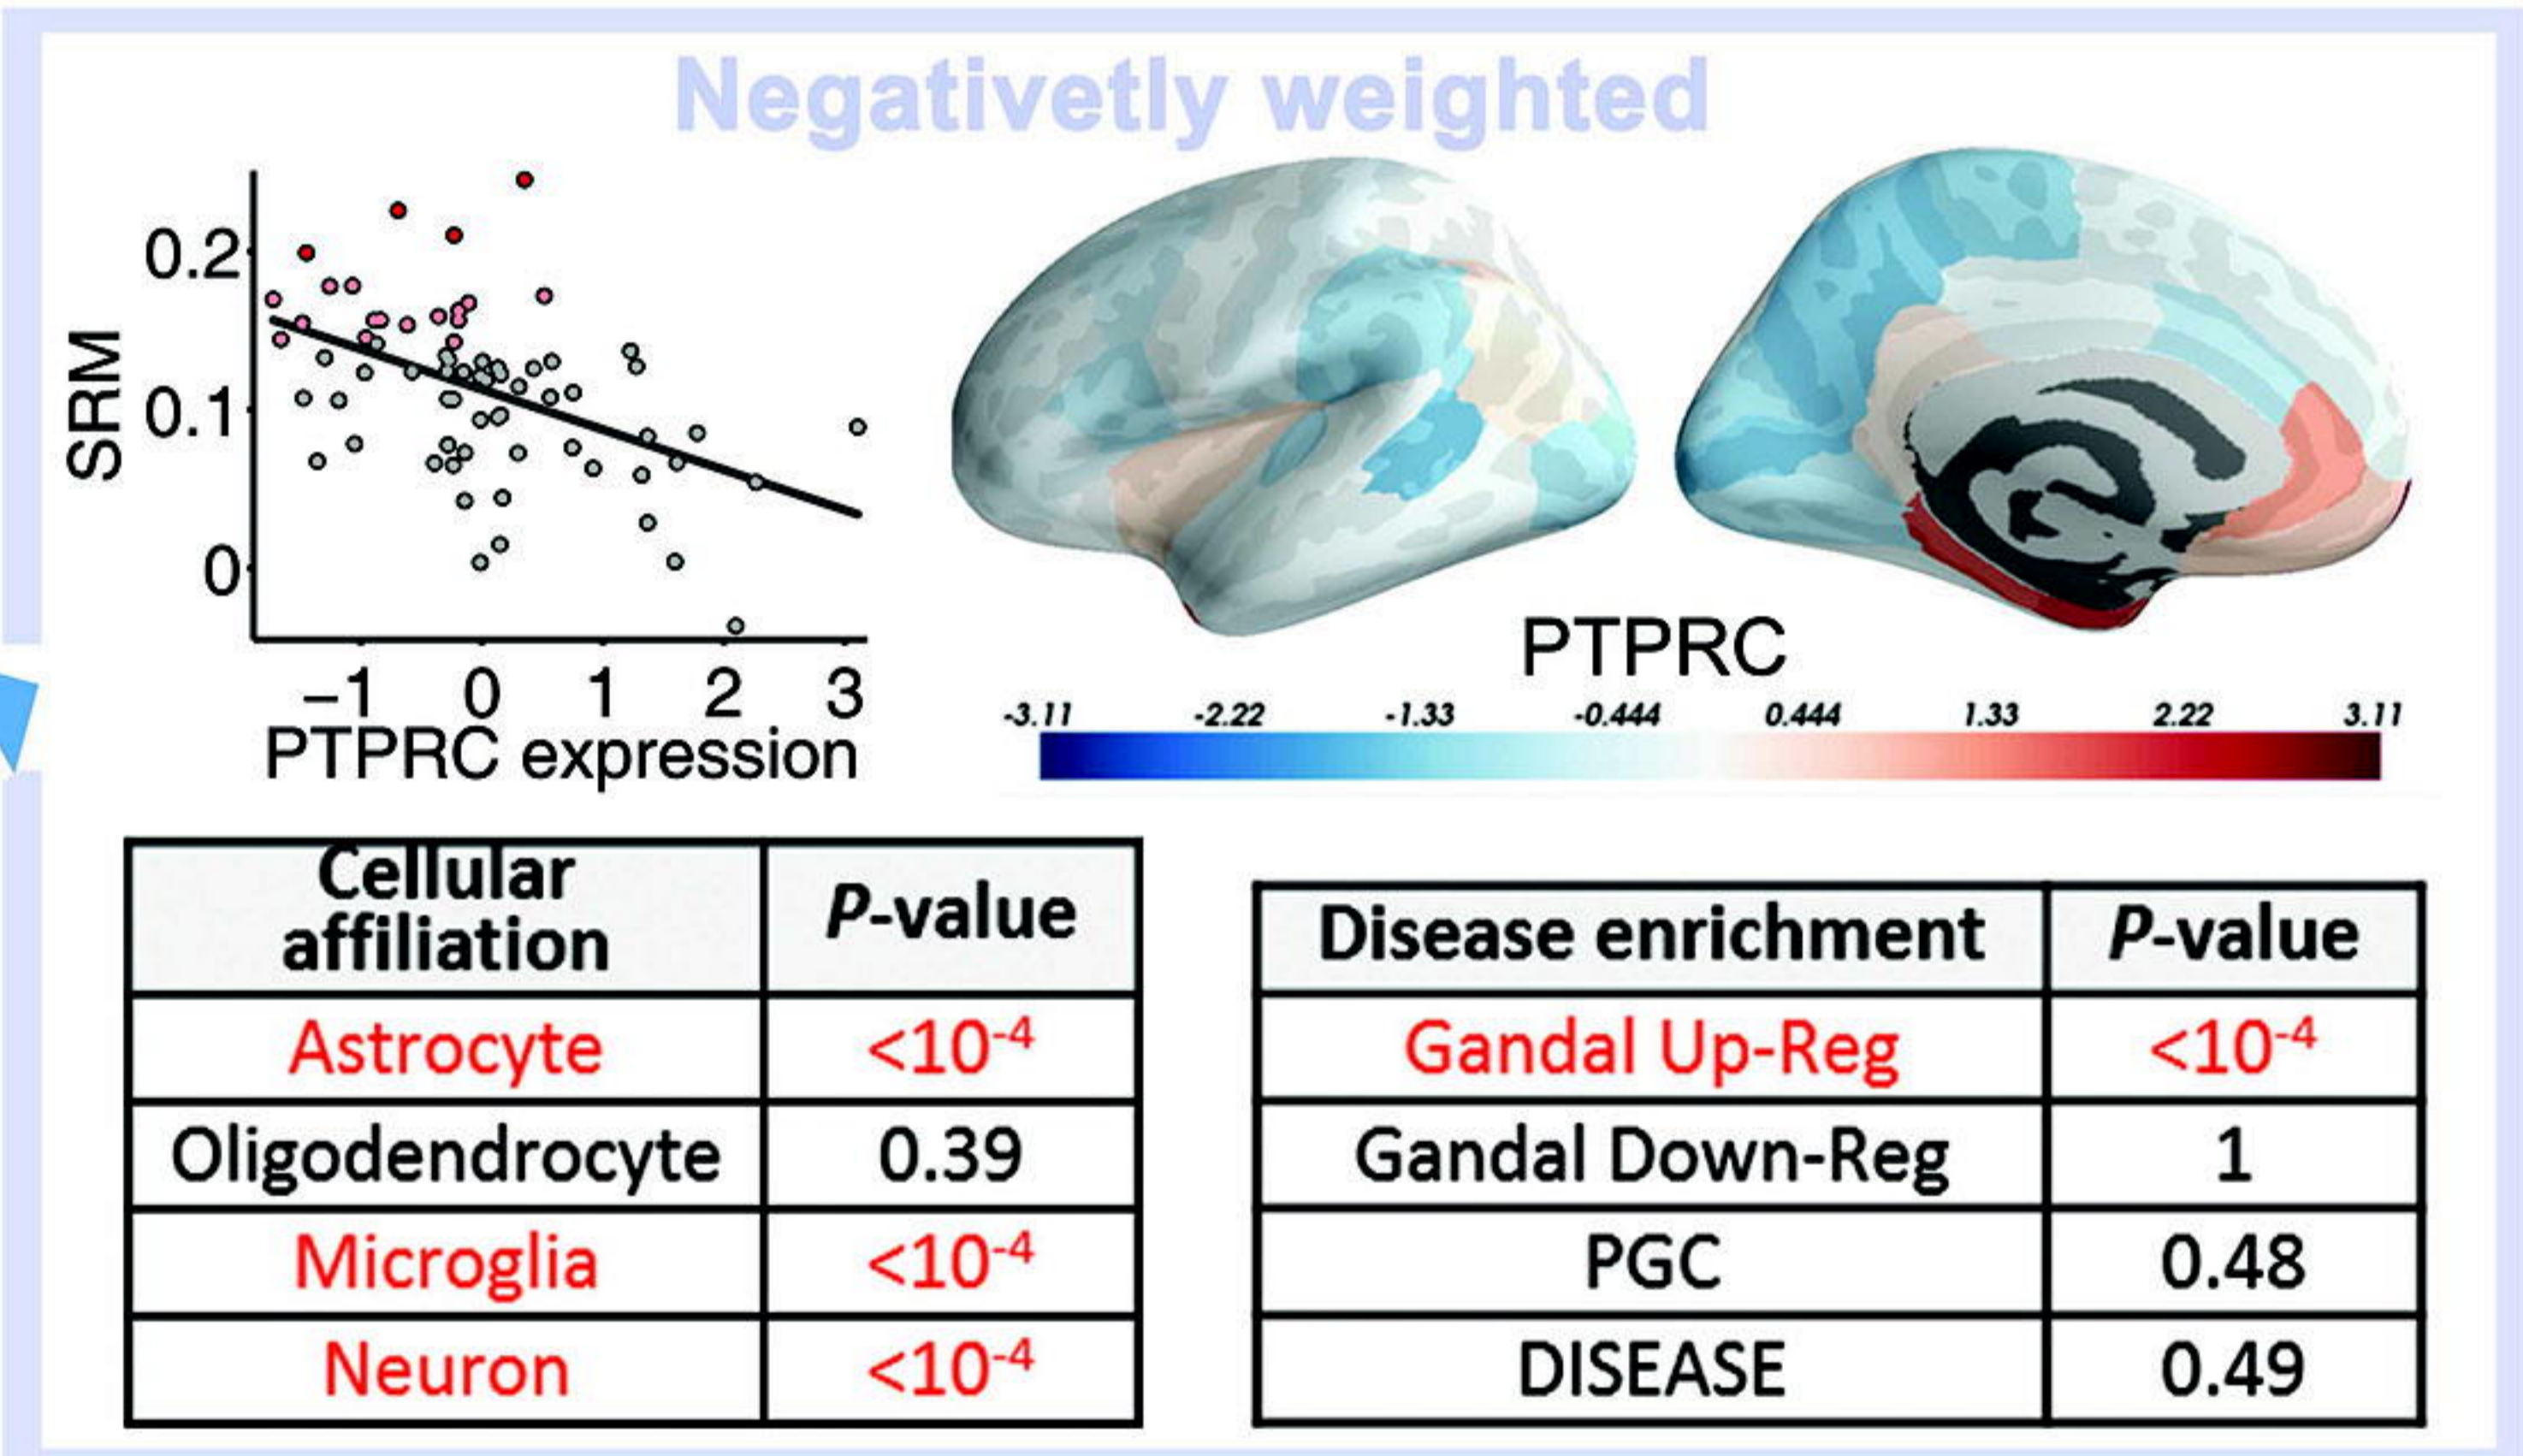 Negativetly weighted
SRM
0.2
0.1
0
−1 0 1 2 3
PTPRC expression
PTPRC
-3.11 -2.22 -1.33 -0.444 0.444 1.33 2.22 3.11
Cellular
affiliation
P-value
Astrocyte <10⁻⁴
Oligodendrocyte 0.39
Microglia <10⁻⁴
Neuron <10⁻⁴
Disease enrichment P-value
Gandal Up-Reg <10⁻⁴
Gandal Down-Reg 1
PGC 0.48
DISEASE 0.49